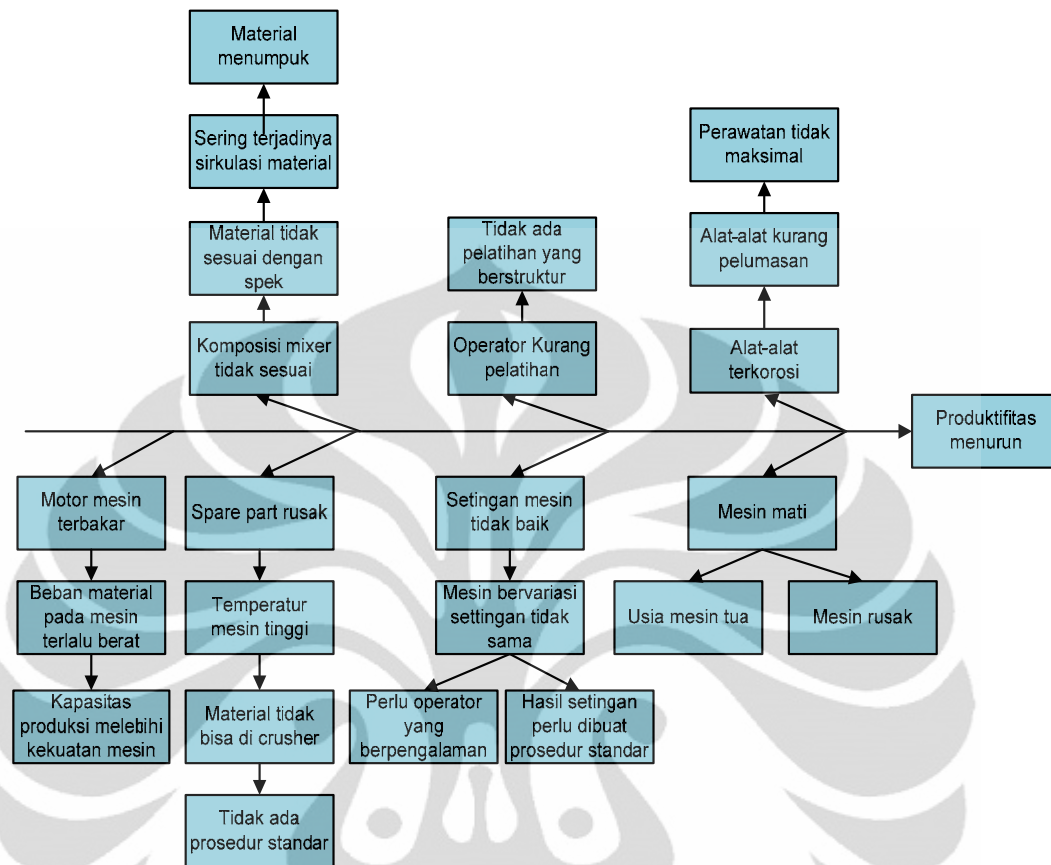 Material
menumpuk
Sering terjadinya
sirkulasi material
Perawatan tidak
maksimal
Material tidak
sesuai dengan
spek
Tidak ada
pelatihan yang
berstruktur
Alat-alat kurang
pelumasan
Komposisi mixer
tidak sesuai
Operator Kurang
pelatihan
Alat-alat
terkorosi
Produktifitas
menurun
Motor mesin
terbakar
Spare part rusak
Setingan mesin
tidak baik
Mesin mati
Beban material
pada mesin
terlalu berat
Temperatur
mesin tinggi
Mesin bervariasi
settingan tidak
sama
Usia mesin tua
Mesin rusak
Kapasitas
produksi melebihi
kekuatan mesin
Material tidak
bisa di crusher
Perlu operator
yang
berpengalaman
Hasil setingan
perlu dibuat
prosedur standar
Tidak ada
prosedur standar